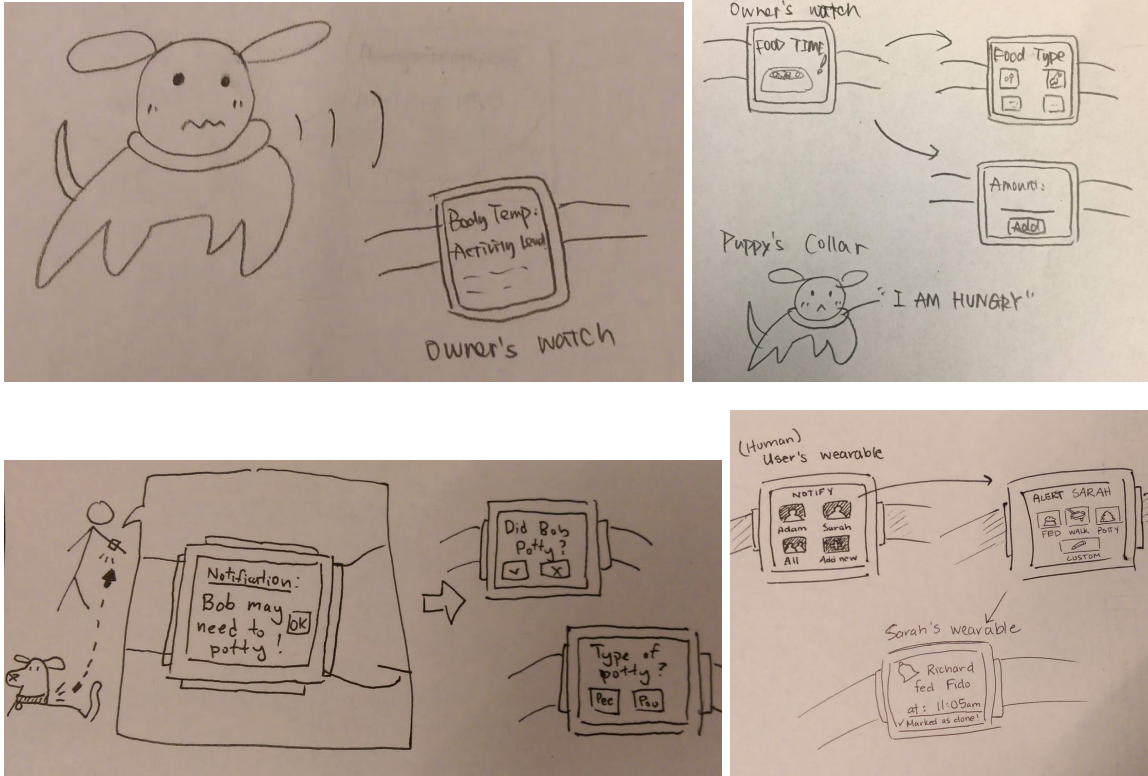 Body Temp:
Activity Level
Owner's watch
Owner's watch
FOOD TIME!
Food Type
Amount:
Add
Puppy's Collar
"I AM HUNGRY"
Notification:
Bob may
need to
potty!
OK
Did Bob
Potty?
Type of
potty?
Pee
Poo
(Human)
User's wearable
NOTIFY
Adam
Sarah
All
Add new
ALERT SARAH
FED
WALK
POTTY
CUSTOM
Sarah's wearable
Richard
fed Fido
at: 11:05am
✓ Marked as done!